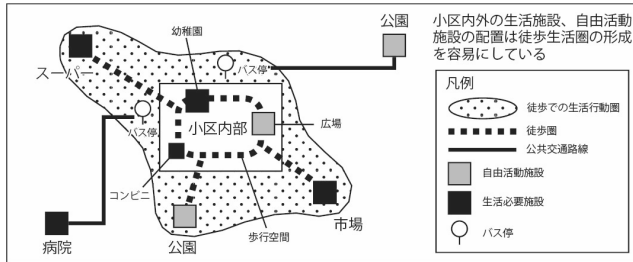 公園
小区内外の生活施設、自由活動
施設の配置は徒歩生活圏の形成
を容易にしている
幼稚園
スーパー
バス停
バス停
小区内部
広場
コンビニ
病院
公園
歩行空間
市場
凡例
徒歩での生活行動圏
徒歩圏
公共交通路線
自由活動施設
生活必要施設
バス停